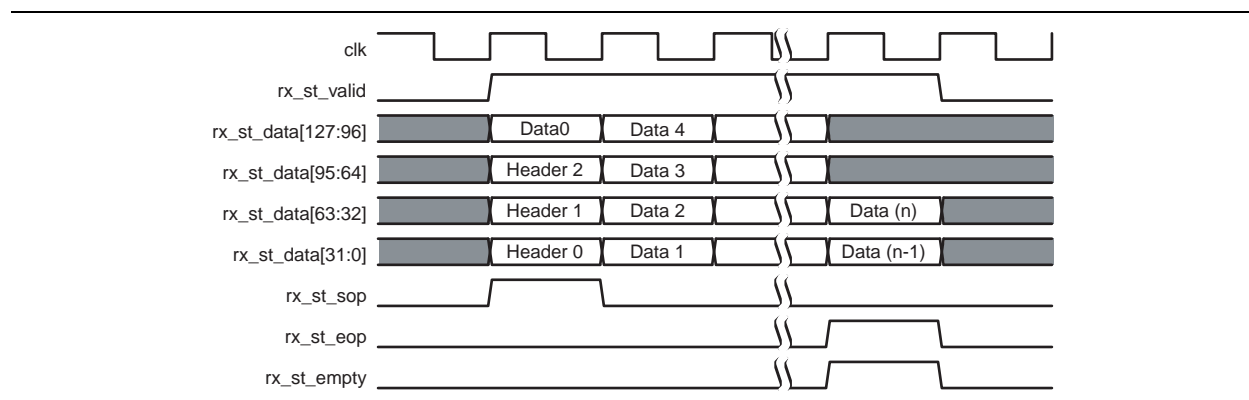 clk
rx_st_valid
rx_st_data[127:96] Data0 Data 4
rx_st_data[95:64] Header 2 Data 3
rx_st_data[63:32] Header 1 Data 2 Data (n)
rx_st_data[31:0] Header 0 Data 1 Data (n-1)
rx_st_sop
rx_st_eop
rx_st_empty